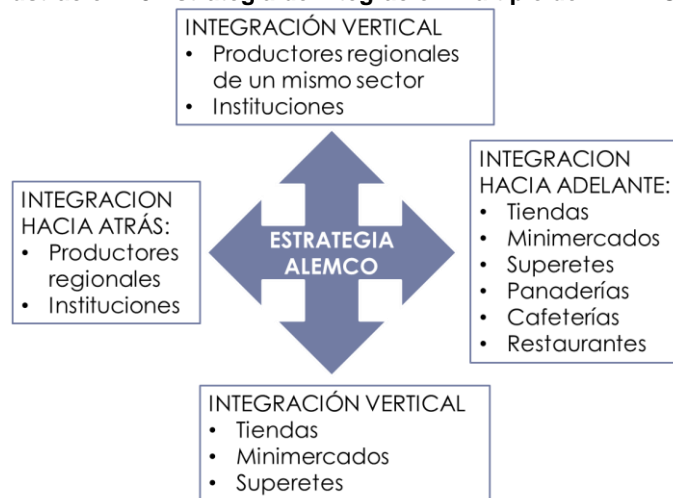 INTEGRACIÓN VERTICAL
• Productores regionales
de un mismo sector
• Instituciones
INTEGRACION
HACIA ATRÁS:
• Productores
regionales
• Instituciones
ESTRATEGIA
ALEMCO
INTEGRACION
HACIA ADELANTE:
• Tiendas
• Minimercados
• Superetes
• Panaderías
• Cafeterías
• Restaurantes
INTEGRACIÓN VERTICAL
• Tiendas
• Minimercados
• Superetes